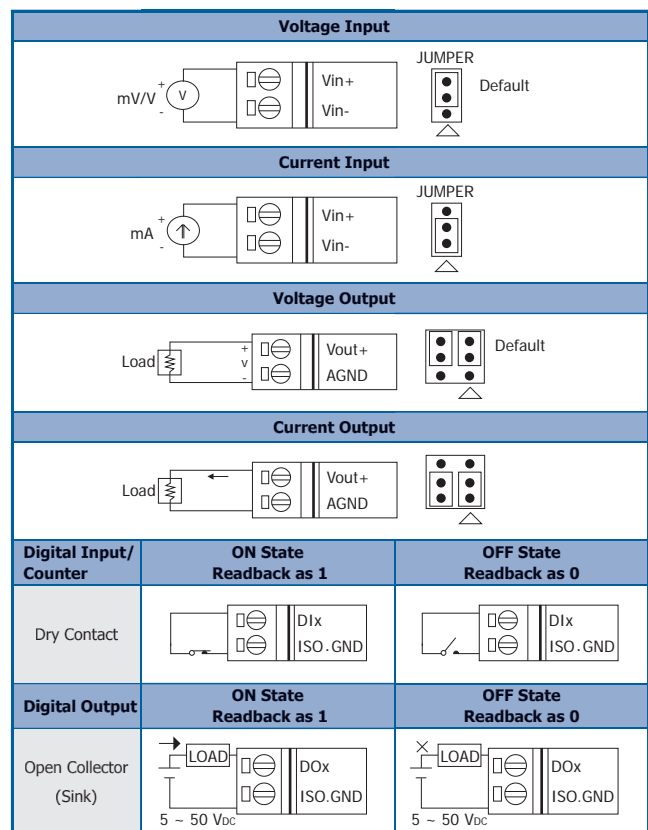 Voltage Input
JUMPER
+
mV/V
V
-
Vin+
Vin-
Default
Current Input
JUMPER
+
mA
-
Vin+
Vin-
Voltage Output
Load
+
v
-
Vout+
AGND
Default
Current Output
Load
Vout+
AGND
Digital Input/
Counter
ON State
Readback as 1
OFF State
Readback as 0
Dry Contact
DIx
ISO.GND
DIx
ISO.GND
Digital Output
ON State
Readback as 1
OFF State
Readback as 0
Open Collector
(Sink)
LOAD
DOx
ISO.GND
5 ~ 50 VDC
LOAD
DOx
ISO.GND
5 ~ 50 VDC